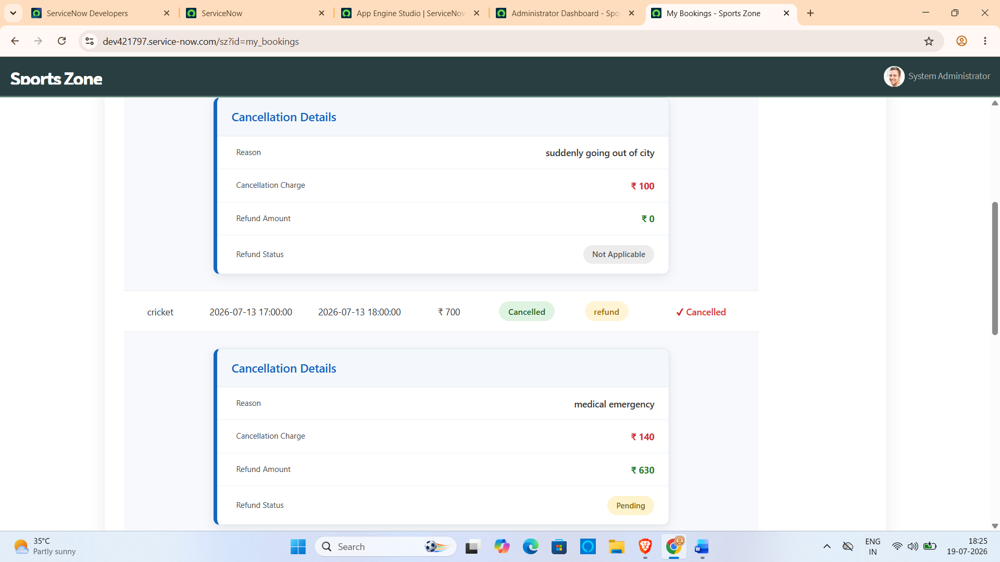 ServiceNow Developers
ServiceNow
App Engine Studio | ServiceNow
Administrator Dashboard - Spo
My Bookings - Sports Zone
dev421797.service-now.com/sz?id=my_bookings
Sports Zone
System Administrator
Cancellation Details
Reason suddenly going out of city
Cancellation Charge ₹ 100
Refund Amount ₹ 0
Refund Status Not Applicable
cricket 2026-07-13 17:00:00 2026-07-13 18:00:00 ₹ 700 Cancelled refund ✓ Cancelled
Cancellation Details
Reason medical emergency
Cancellation Charge ₹ 140
Refund Amount ₹ 630
Refund Status Pending
35°C
Partly sunny
Search
ENG
IN
18:25
19-07-2026